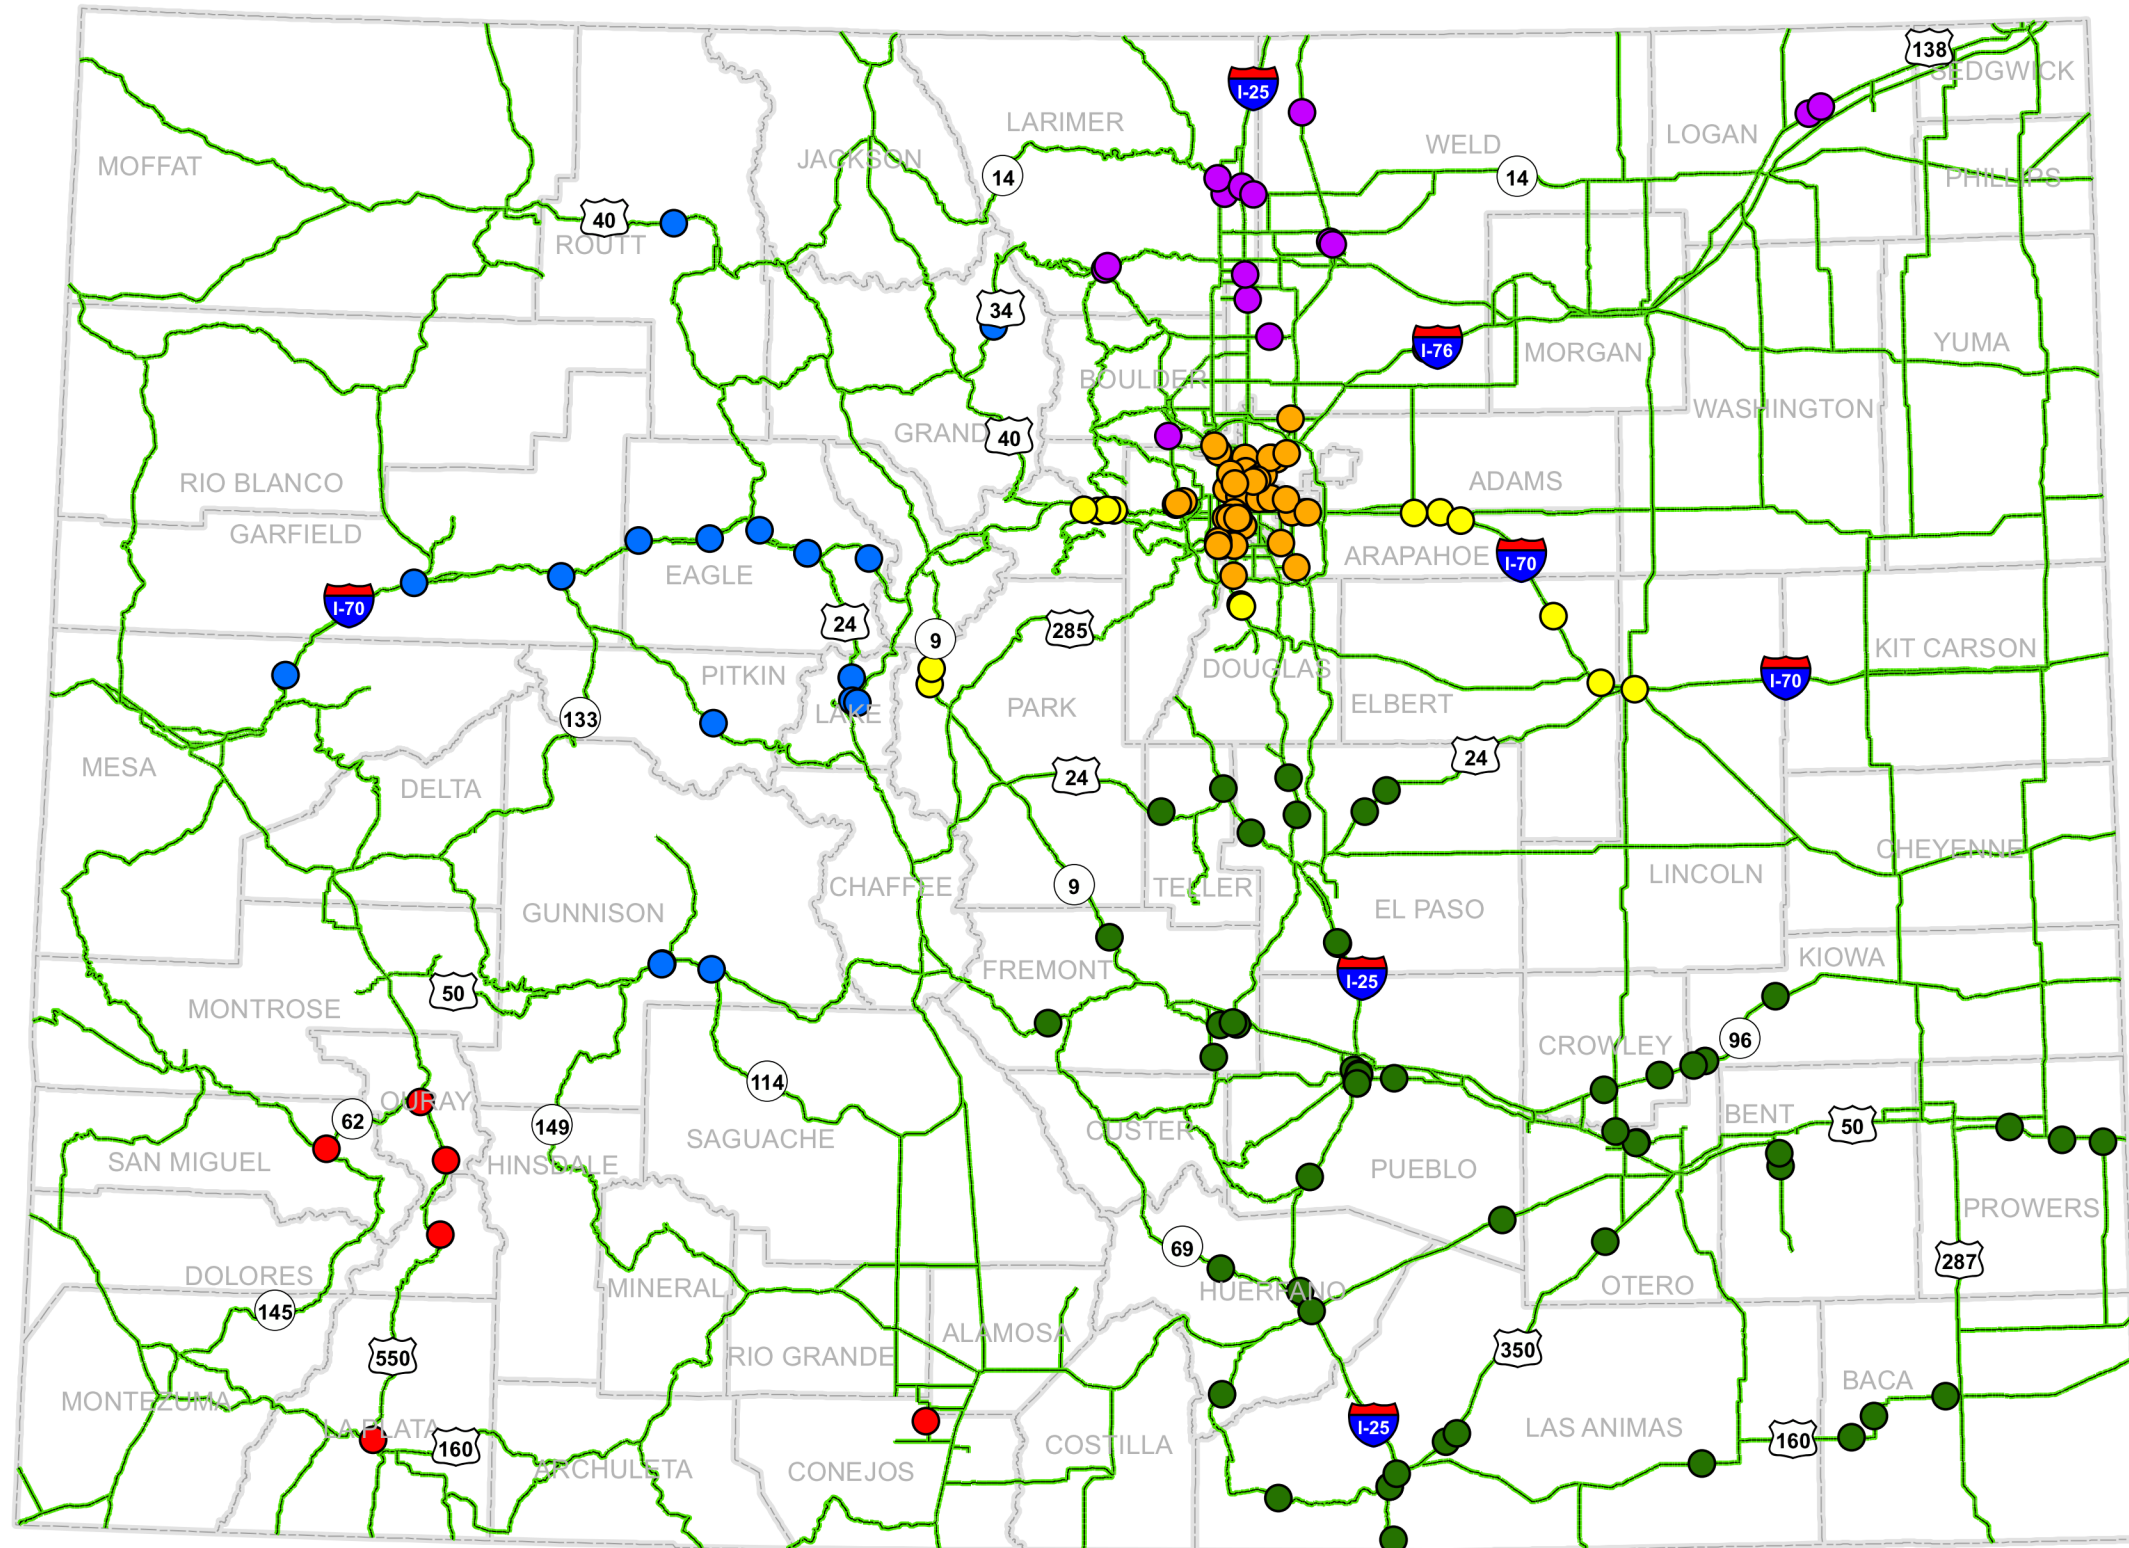 138
SEDGWICK
I-25
LARIMER
LOGAN
WELD
JACKSON
MOFFAT
14
14
PHILLIPS
40
ROUTT
34
YUMA
I-76
MORGAN
BOULDER
WASHINGTON
GRAND
40
RIO BLANCO
ADAMS
GARFIELD
ARAPAHOE
I-70
EAGLE
I-70
24
285
9
KIT CARSON
DOUGLAS
PITKIN
I-70
ELBERT
PARK
LAKE
133
24
MESA
24
DELTA
CHEYENNE
LINCOLN
9
TELLER
CHAFFEE
EL PASO
GUNNISON
KIOWA
FREMONT
I-25
50
MONTROSE
96
CROWLEY
114
OURAY
62
BENT
50
149
CUSTER
SAGUACHE
SAN MIGUEL
HINSDALE
PUEBLO
PROWERS
69
287
DOLORES
MINERAL
HUERFANO
OTERO
145
ALAMOSA
350
550
RIO GRANDE
BACA
MONTEZUMA
I-25
LA PLATA
LAS ANIMAS
160
160
COSTILLA
ARCHULETA
CONEJOS